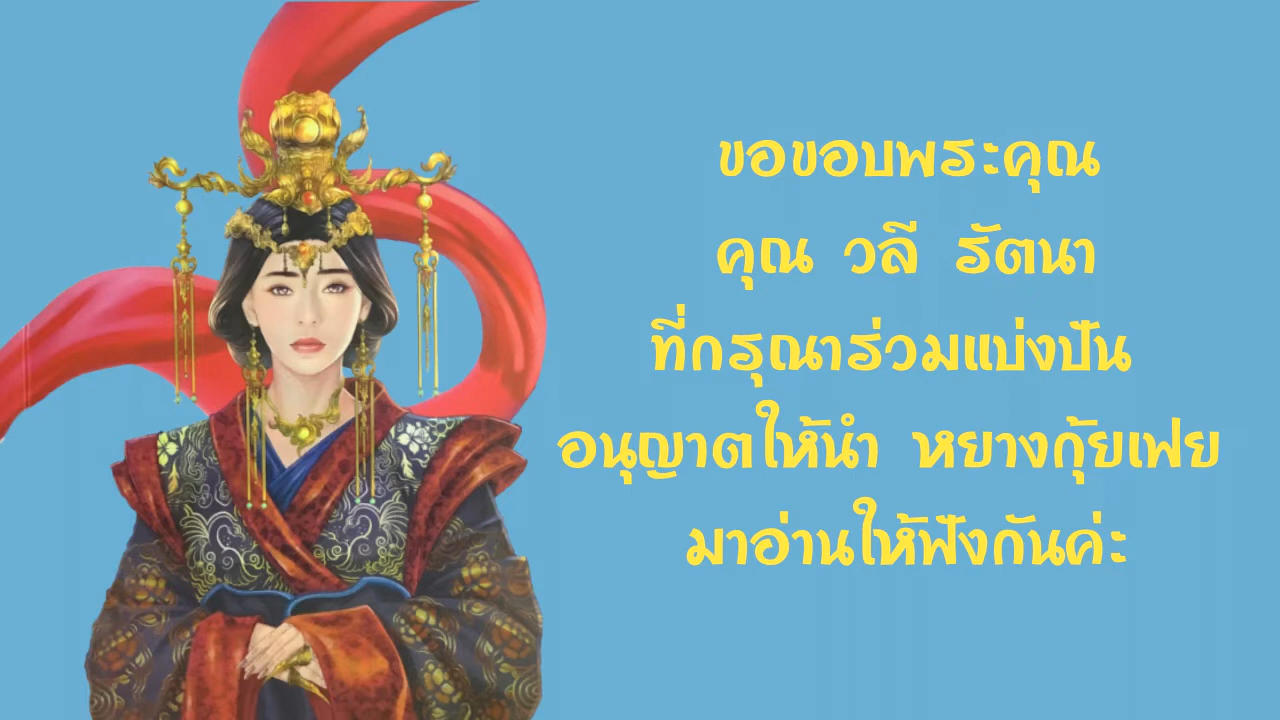 ขอขอบพระคุณ
คุณ วลี รัตนา
ที่กรุณาร่วมแบ่งปัน
อนุญาตให้นำ หยางกุ้ยเฟย
มาอ่านให้ฟังกันค่ะ